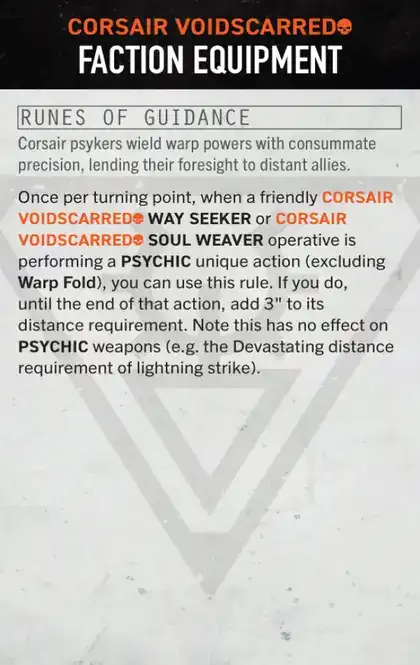 CORSAIR VOIDSCARRED
FACTION EQUIPMENT
RUNES OF GUIDANCE
Corsair psykers wield warp powers with consummate
precision, lending their foresight to distant allies.
Once per turning point, when a friendly CORSAIR
VOIDSCARRED WAY SEEKER or CORSAIR
VOIDSCARRED SOUL WEAVER operative is
performing a PSYCHIC unique action (excluding
Warp Fold), you can use this rule. If you do,
until the end of that action, add 3" to its
distance requirement. Note this has no effect on
PSYCHIC weapons (e.g. the Devastating distance
requirement of lightning strike).